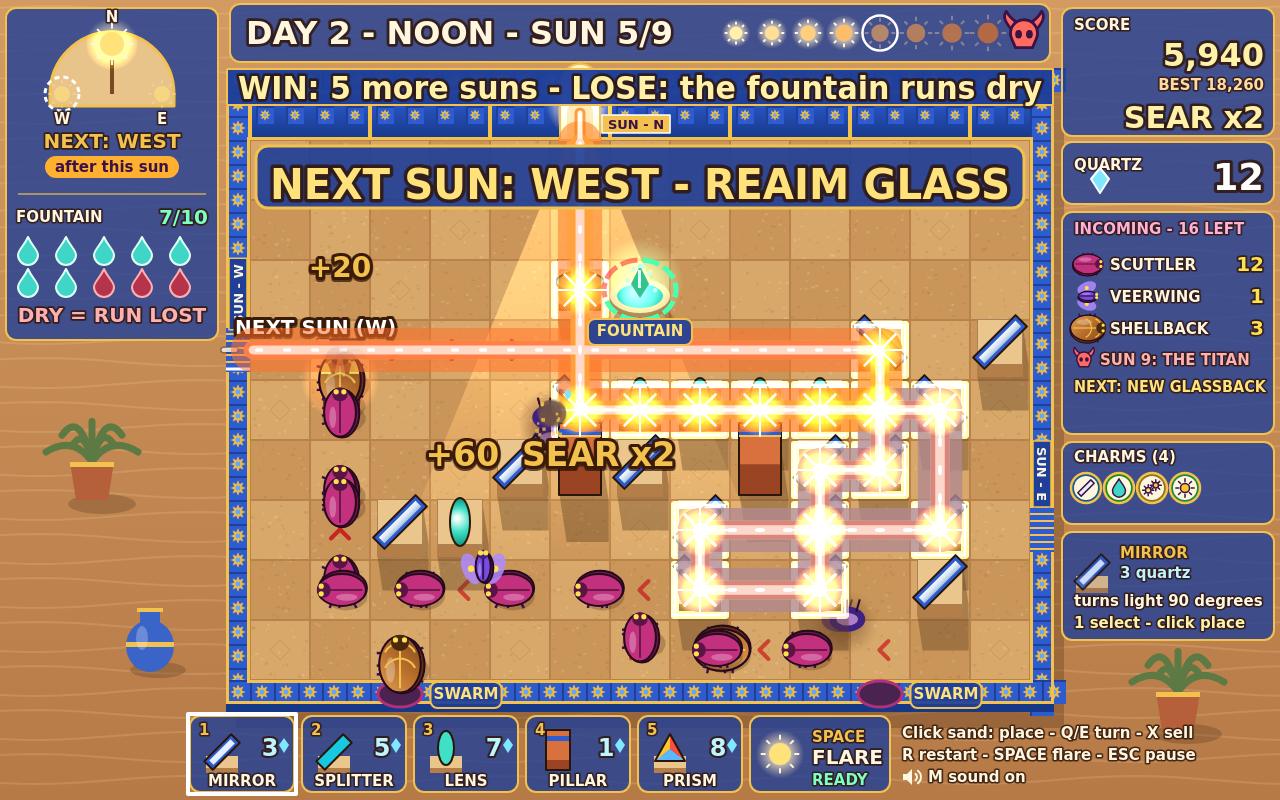 N
W E
NEXT: WEST
after this sun
FOUNTAIN 7/10
DRY = RUN LOST
DAY 2 - NOON - SUN 5/9
WIN: 5 more suns - LOSE: the fountain runs dry
SUN - N
NEXT SUN: WEST - REAIM GLASS
SUN - W
+20
NEXT SUN (W)
FOUNTAIN
+60 SEAR x2
SUN - E
SWARM
SWARM
SCORE
5,940
BEST 18,260
SEAR x2
QUARTZ
12
INCOMING - 16 LEFT
SCUTTLER 12
VEERWING 1
SHELLBACK 3
SUN 9: THE TITAN
NEXT: NEW GLASSBACK
CHARMS (4)
MIRROR
3 quartz
turns light 90 degrees
1 select - click place
1 3 MIRROR
2 5 SPLITTER
3 7 LENS
4 1 PILLAR
5 8 PRISM
SPACE
FLARE
READY
Click sand: place - Q/E turn - X sell
R restart - SPACE flare - ESC pause
M sound on